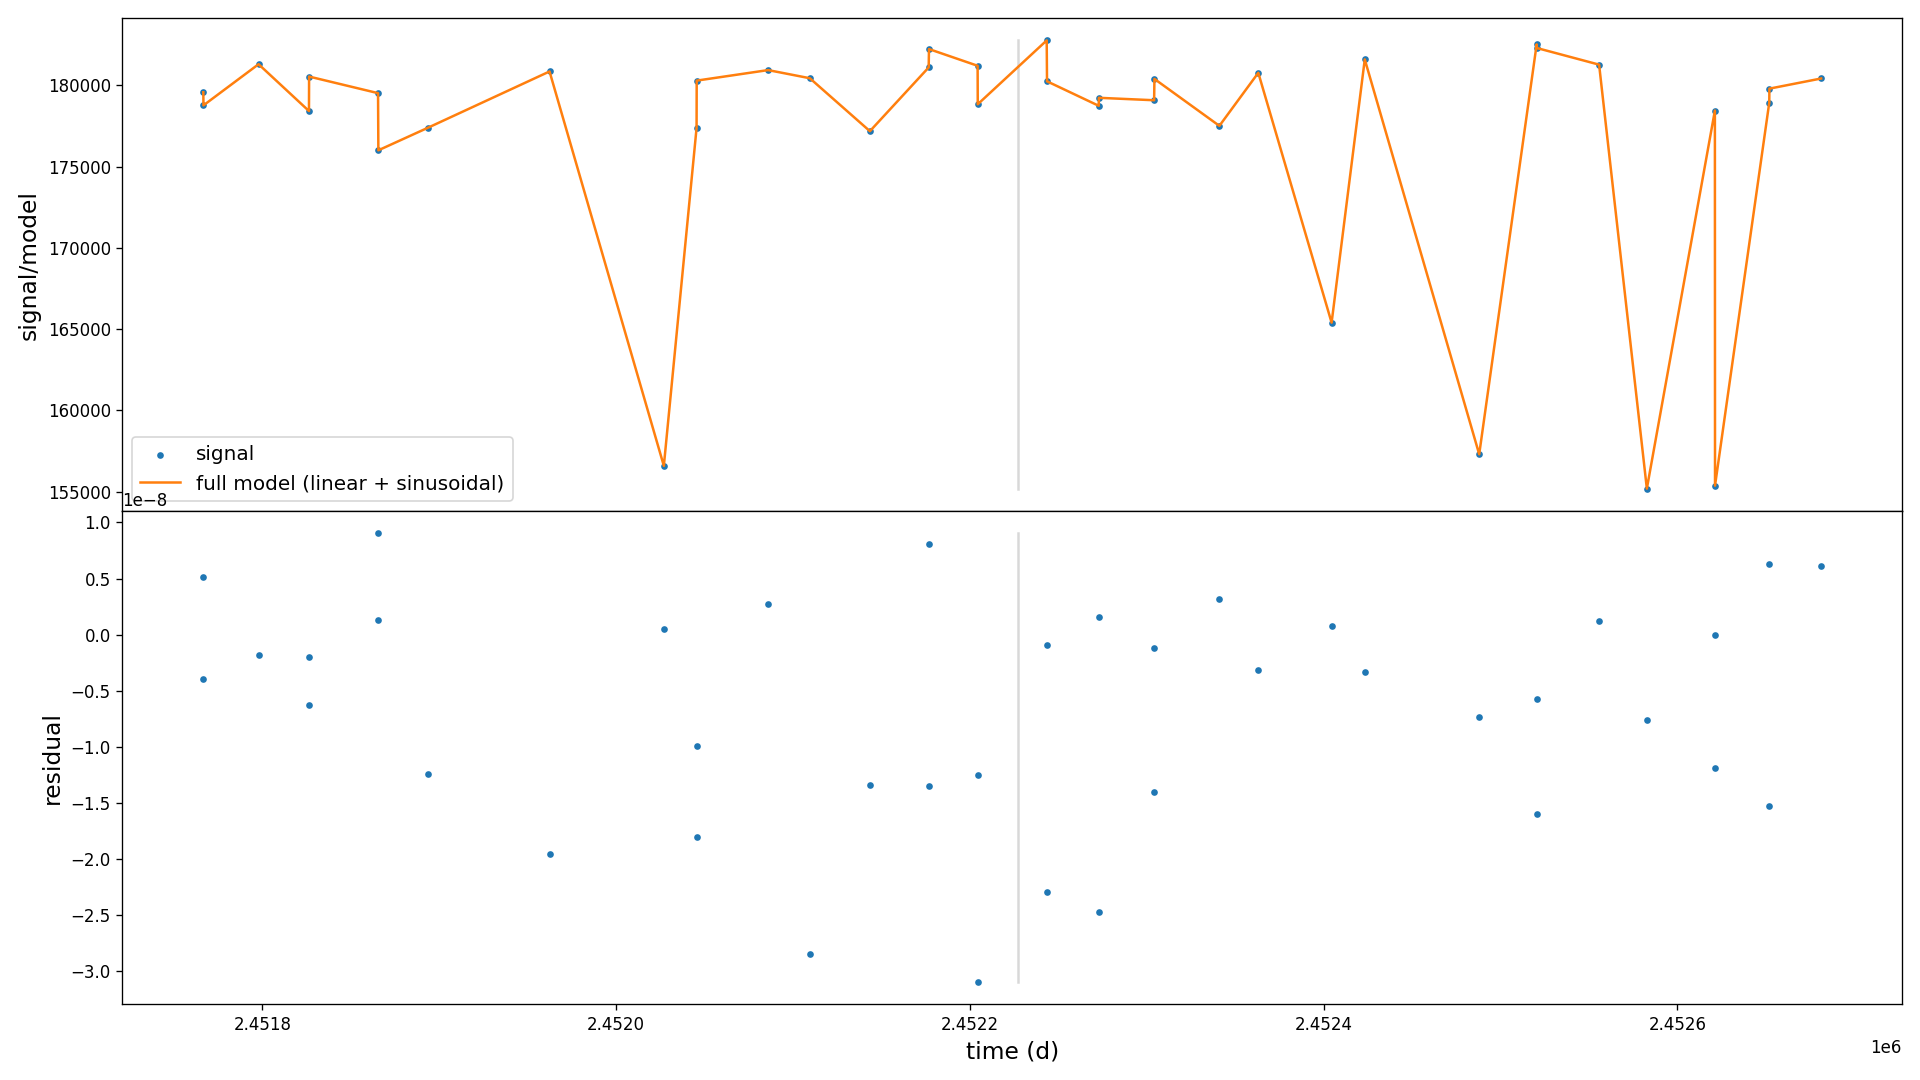 180000
175000
170000
165000
160000
155000
signal/model
signal
full model (linear + sinusoidal)
1e−8
1.0
0.5
0.0
−0.5
−1.0
−1.5
−2.0
−2.5
−3.0
residual
2.4518 2.4520 2.4522 2.4524 2.4526
1e6
time (d)